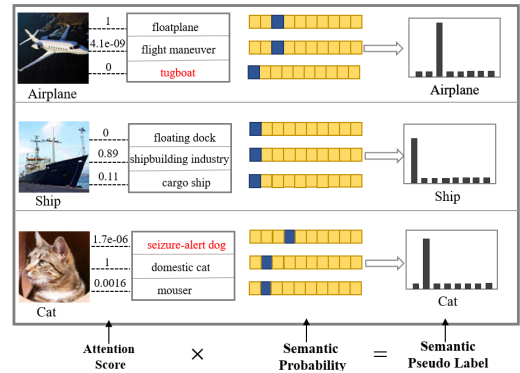 1
floatplane
4.1e-09
flight maneuver
0
tugboat
Airplane
Airplane
0
floating dock
0.89
shipbuilding industry
0.11
cargo ship
Ship
Ship
1.7e-06
seizure-alert dog
1
domestic cat
0.0016
mouser
Cat
Cat
Attention Score × Semantic Probability = Semantic Pseudo Label